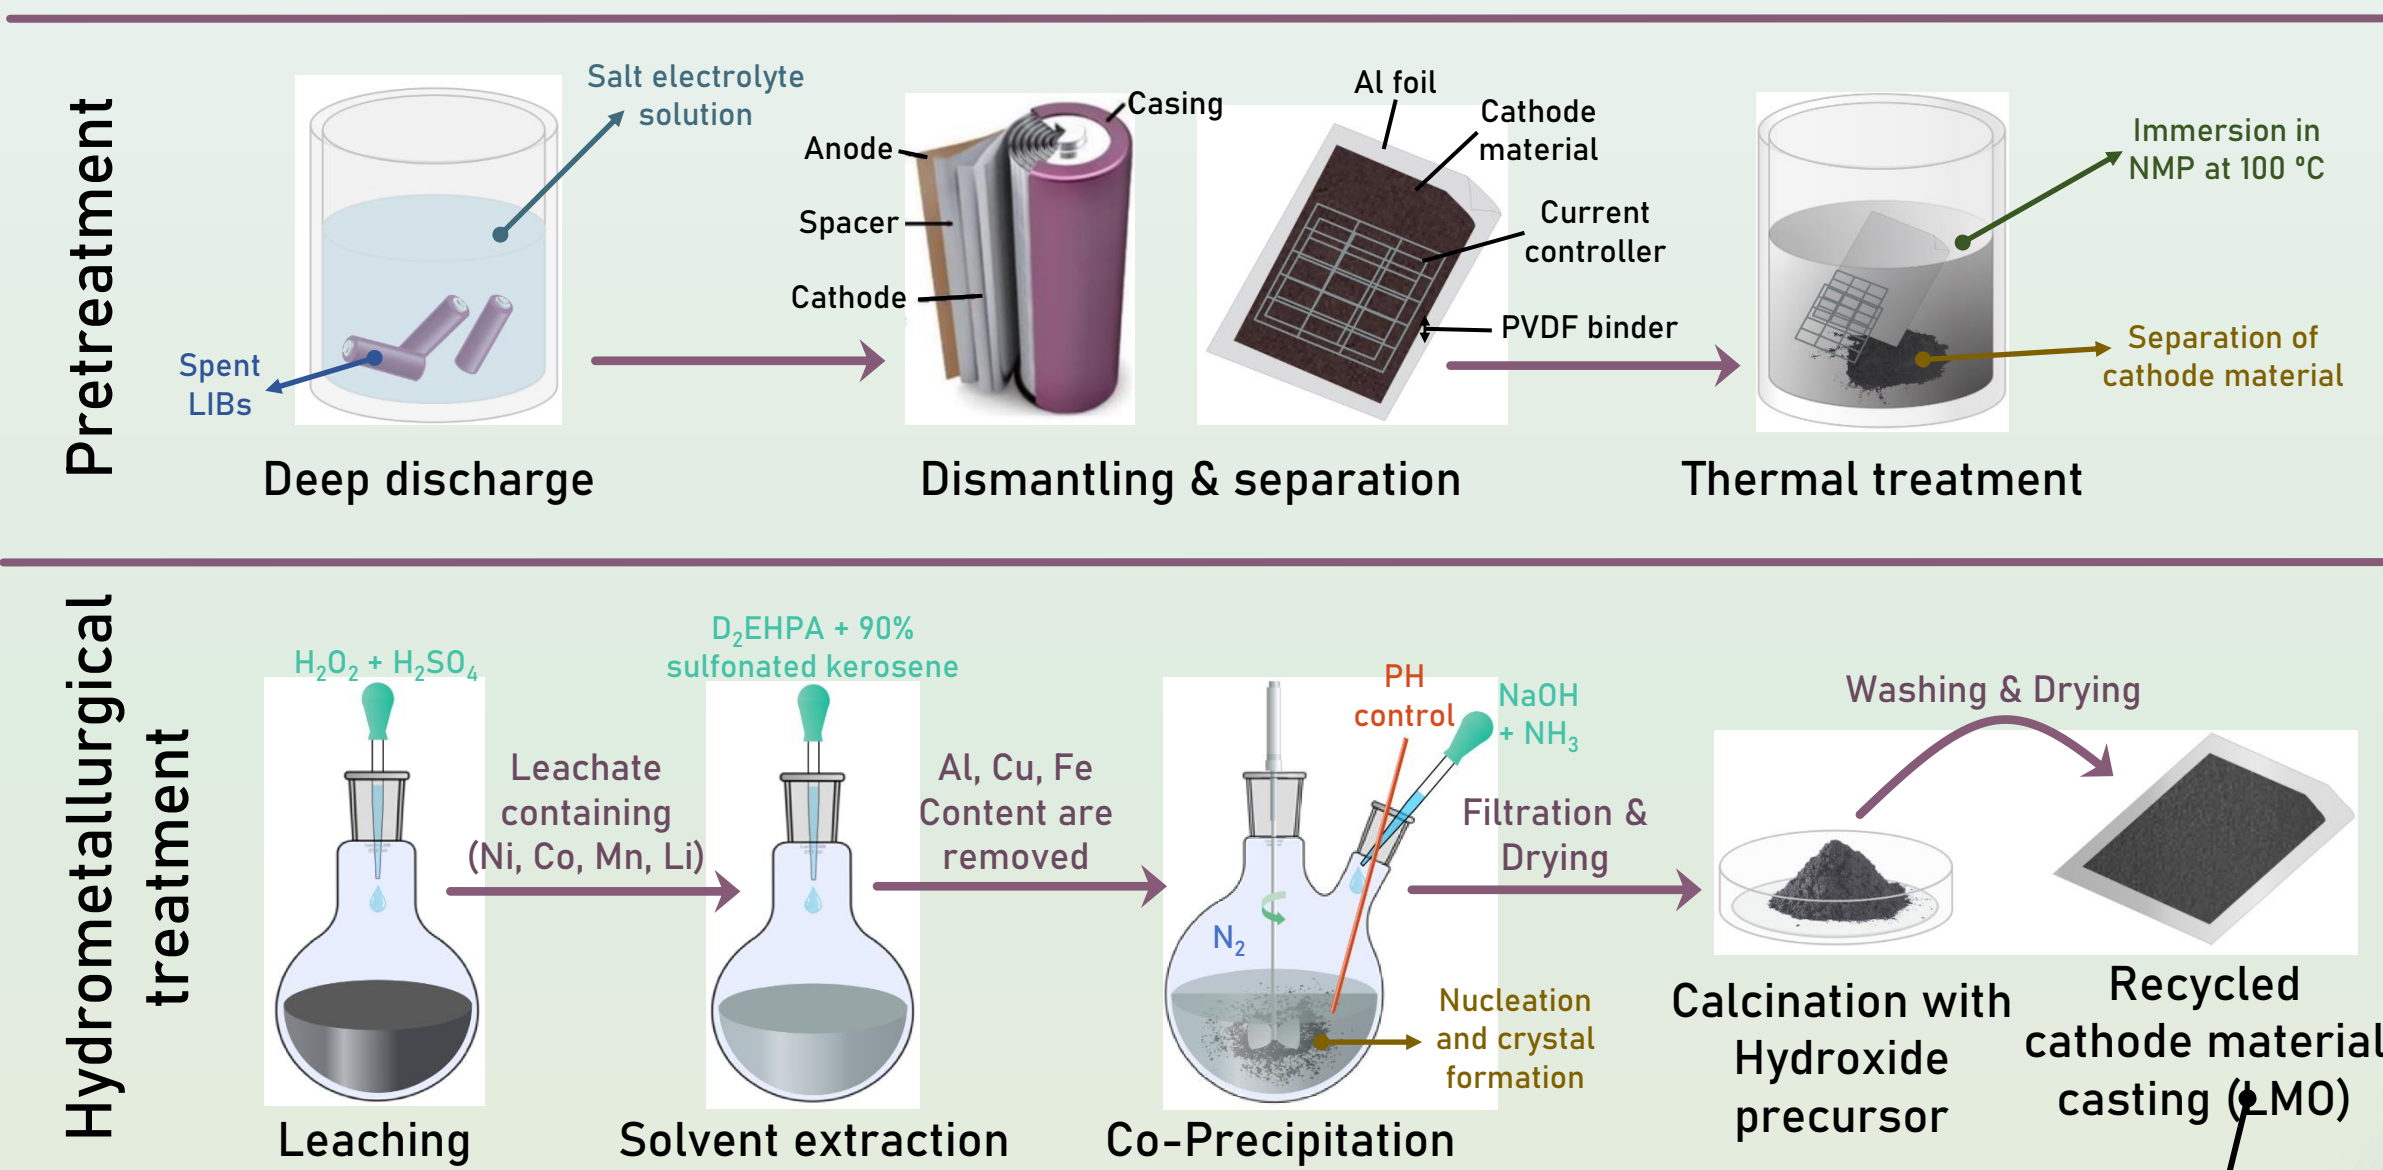 Pretreatment
Salt electrolyte
solution
Spent
LIBs
Deep discharge
Anode
Spacer
Cathode
Casing
Al foil
Cathode
material
Current
controller
PVDF binder
Dismantling & separation
Immersion in
NMP at 100 ºC
Separation of
cathode material
Thermal treatment
Hydrometallurgical
treatment
H₂O₂ + H₂SO₄
Leaching
Leachate
containing
(Ni, Co, Mn, Li)
D₂EHPA + 90%
sulfonated kerosene
Solvent extraction
Al, Cu, Fe
Content are
removed
PH
control
NaOH
+ NH₃
N₂
Nucleation
and crystal
formation
Co-Precipitation
Filtration &
Drying
Calcination with
Hydroxide
precursor
Washing & Drying
Recycled
cathode material
casting (LMO)